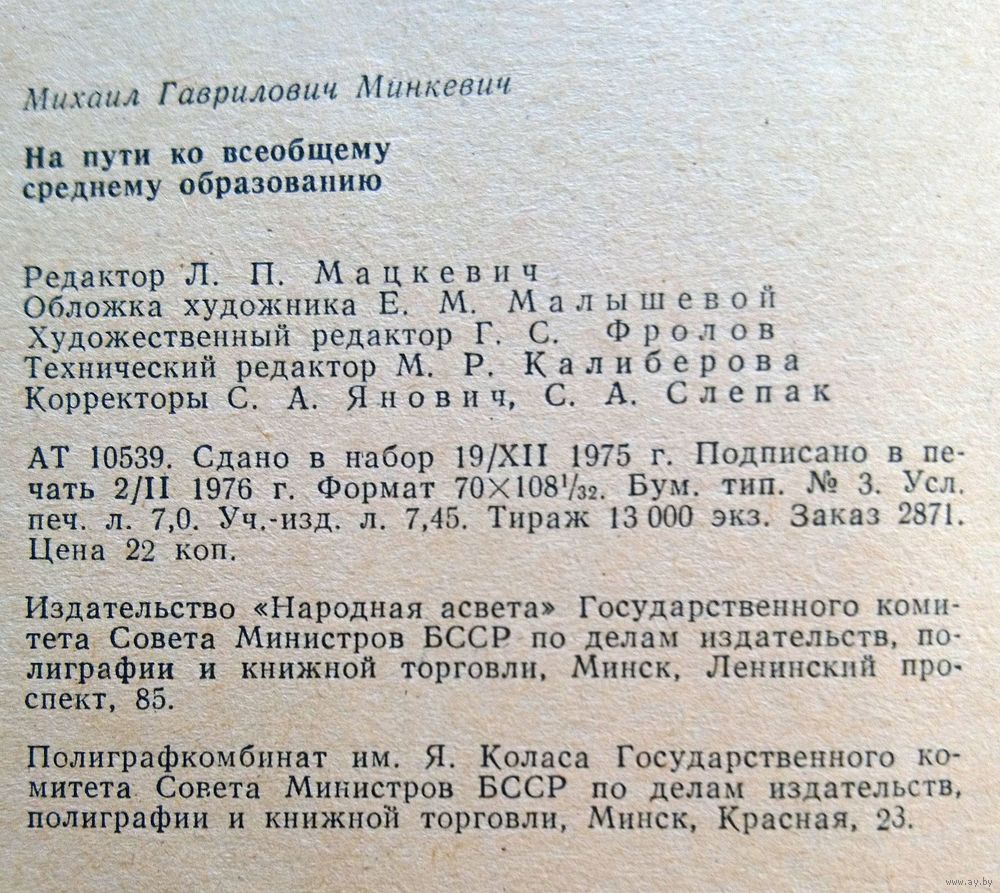 Михаил Гаврилович Минкевич
На пути ко всеобщему
среднему образованию
Редактор Л. П. Мацкевич
Обложка художника Е. М. Малышевой
Художественный редактор Г. С. Фролов
Технический редактор М. Р. Калиберова
Корректоры С. А. Янович, С. А. Слепак
АТ 10539. Сдано в набор 19/XII 1975 г. Подписано в пе-
чать 2/II 1976 г. Формат 70×108¹/₃₂. Бум. тип. № 3. Усл.
печ. л. 7,0. Уч.-изд. л. 7,45. Тираж 13 000 экз. Заказ 2871.
Цена 22 коп.
Издательство «Народная асвета» Государственного коми-
тета Совета Министров БССР по делам издательств, по-
лиграфии и книжной торговли, Минск, Ленинский про-
спект, 85.
Полиграфкомбинат им. Я. Коласа Государственного ко-
митета Совета Министров БССР по делам издательств,
полиграфии и книжной торговли, Минск, Красная, 23.
www.ay.by